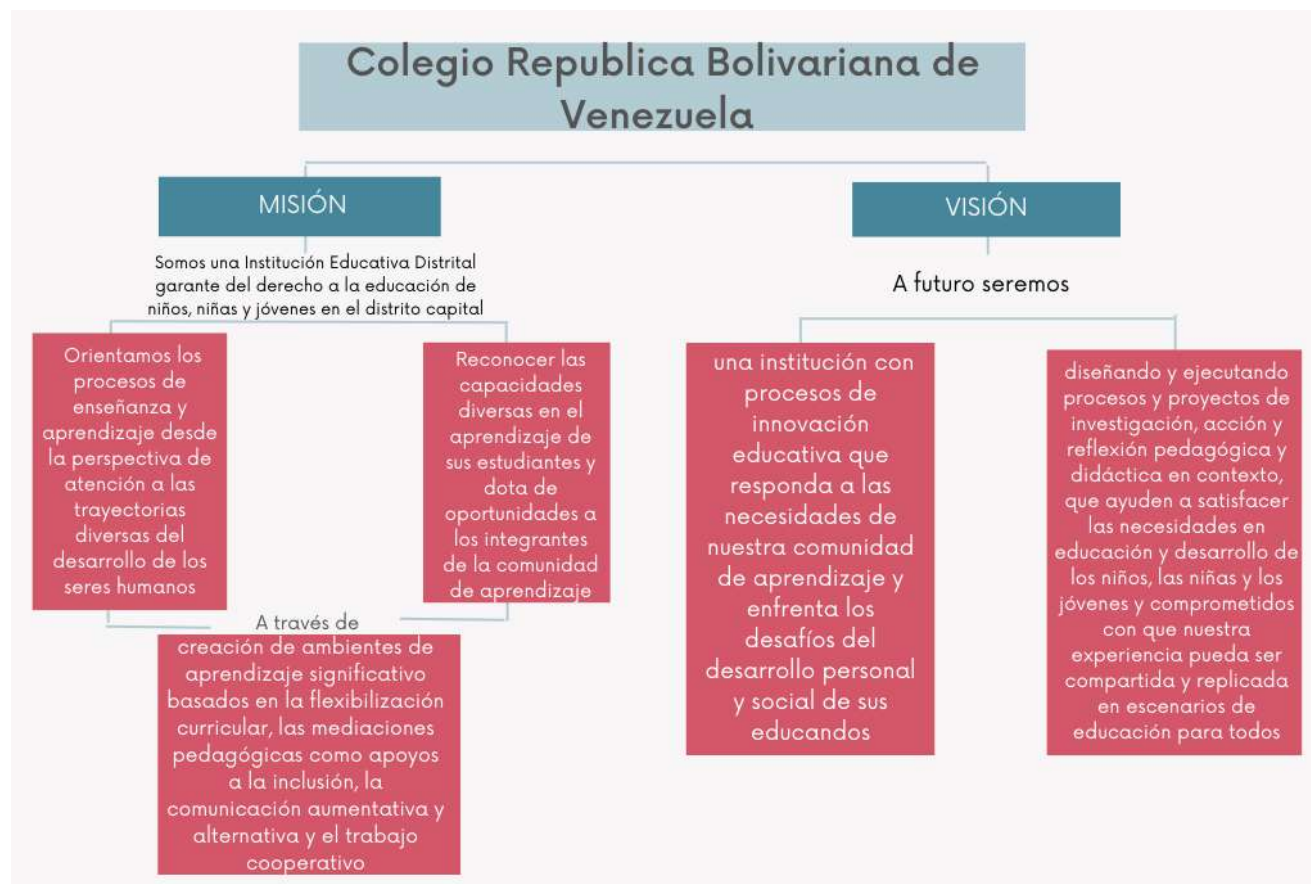 Colegio Republica Bolivariana de
Venezuela
MISIÓN
Somos una Institución Educativa Distrital
garante del derecho a la educación de
niños, niñas y jóvenes en el distrito capital
Orientamos los
procesos de
enseñanza y
aprendizaje desde
la perspectiva de
atención a las
trayectorias
diversas del
desarrollo de los
seres humanos
Reconocer las
capacidades
diversas en el
aprendizaje de
sus estudiantes y
dota de
oportunidades a
los integrantes
de la comunidad
de aprendizaje
A través de
creación de ambientes de
aprendizaje significativo
basados en la flexibilización
curricular, las mediaciones
pedagógicas como apoyos
a la inclusión, la
comunicación aumentativa y
alternativa y el trabajo
cooperativo
VISIÓN
A futuro seremos
una institución con
procesos de
innovación
educativa que
responda a las
necesidades de
nuestra comunidad
de aprendizaje y
enfrenta los
desafíos del
desarrollo personal
y social de sus
educandos
diseñando y ejecutando
procesos y proyectos de
investigación, acción y
reflexión pedagógica y
didáctica en contexto,
que ayuden a satisfacer
las necesidades en
educación y desarrollo de
los niños, las niñas y los
jóvenes y comprometidos
con que nuestra
experiencia pueda ser
compartida y replicada
en escenarios de
educación para todos